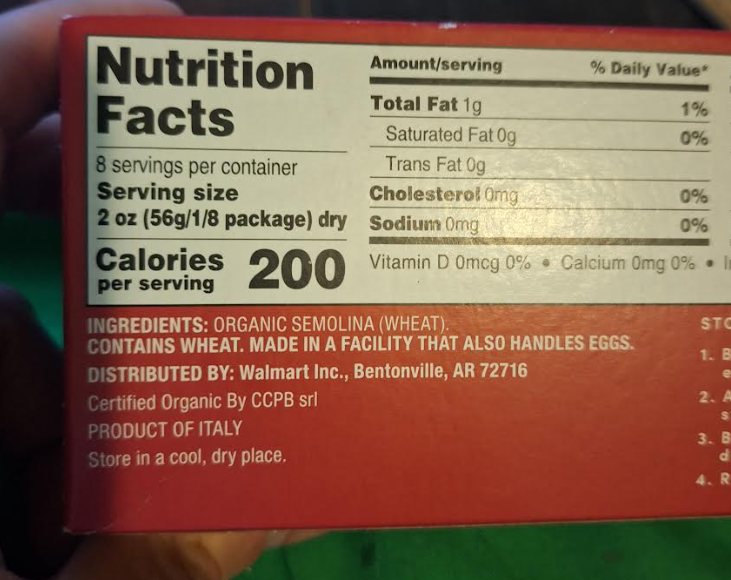 Nutrition
Facts
8 servings per container
Serving size
2 oz (56g/1/8 package) dry
Calories
per serving
200
Amount/serving % Daily Value*
Total Fat 1g 1%
Saturated Fat 0g 0%
Trans Fat 0g
Cholesterol 0mg 0%
Sodium 0mg 0%
Vitamin D 0mcg 0% • Calcium 0mg 0% •
INGREDIENTS: ORGANIC SEMOLINA (WHEAT).
CONTAINS WHEAT. MADE IN A FACILITY THAT ALSO HANDLES EGGS.
DISTRIBUTED BY: Walmart Inc., Bentonville, AR 72716
Certified Organic By CCPB srl
PRODUCT OF ITALY
Store in a cool, dry place.
STO
1. B
e
2. A
s
3. B
d
4. R